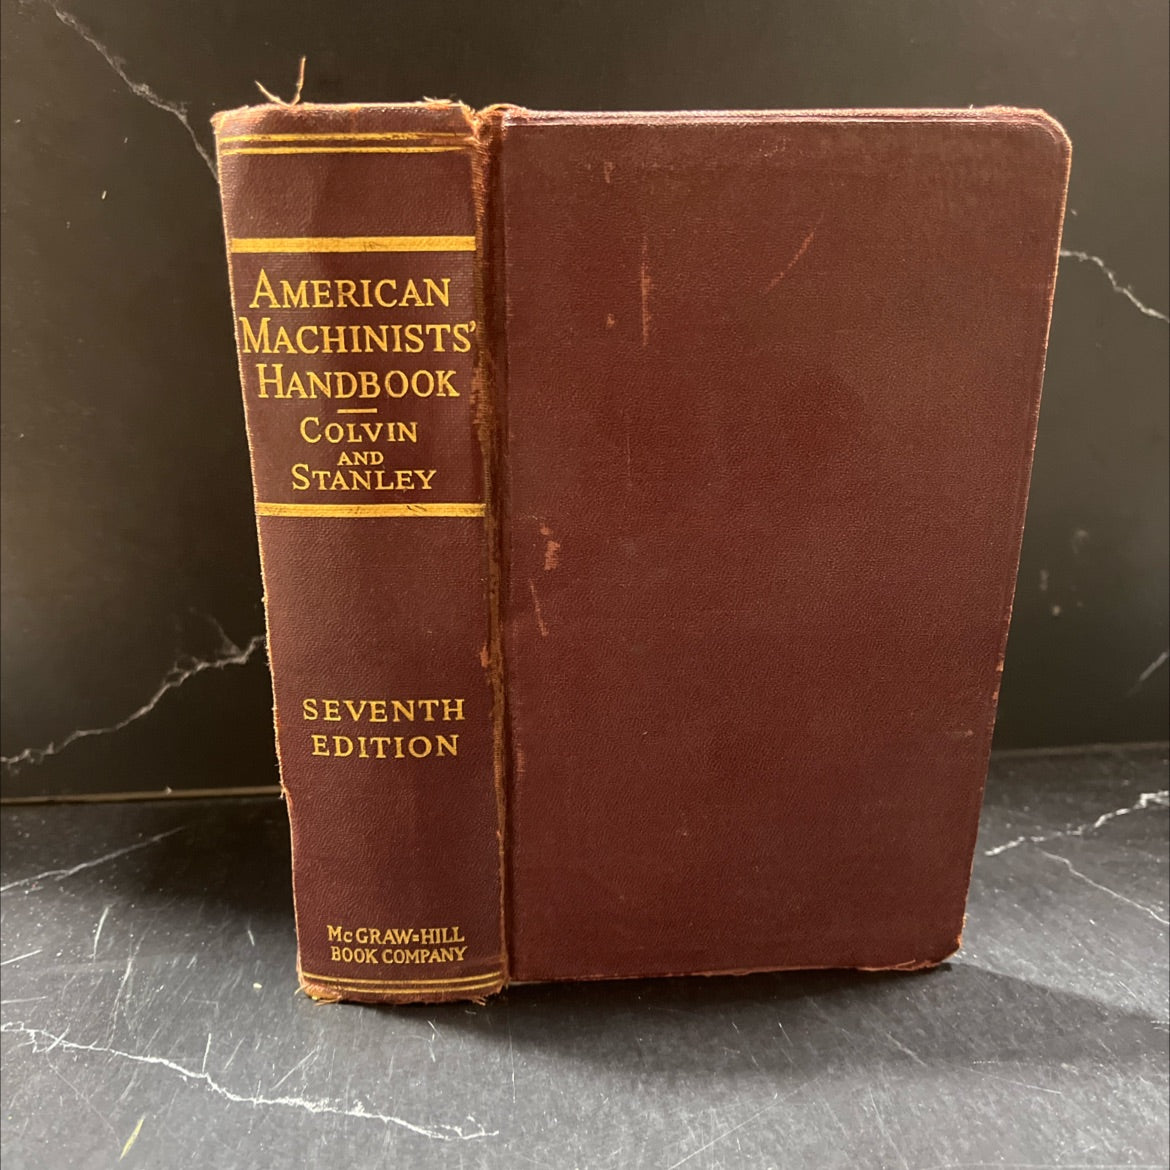 AMERICAN
MACHINISTS'
HANDBOOK
COLVIN
AND
STANLEY
SEVENTH
EDITION
McGRAW=HILL
BOOK COMPANY